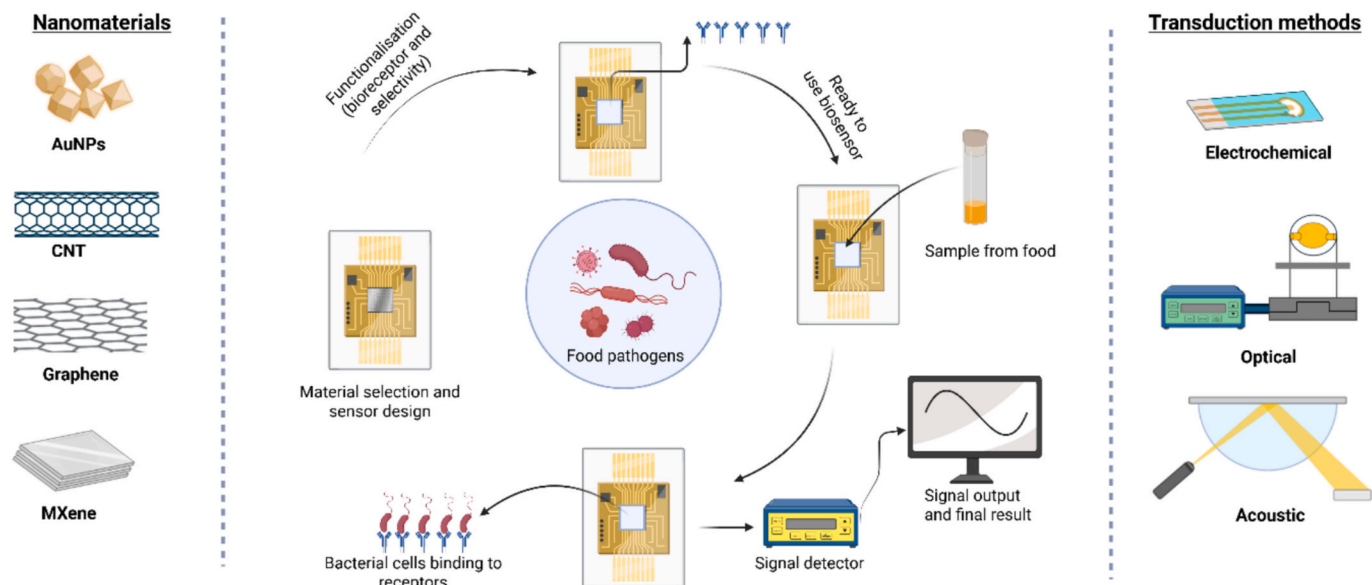 Nanomaterials
AuNPs
CNT
Graphene
MXene
Functionalisation
(bioreceptor and
selectivity)
Ready to
use biosensor
Sample from food
Food pathogens
Material selection and
sensor design
Signal output
and final result
Bacterial cells binding to
receptors
Signal detector
Transduction methods
Electrochemical
Optical
Acoustic